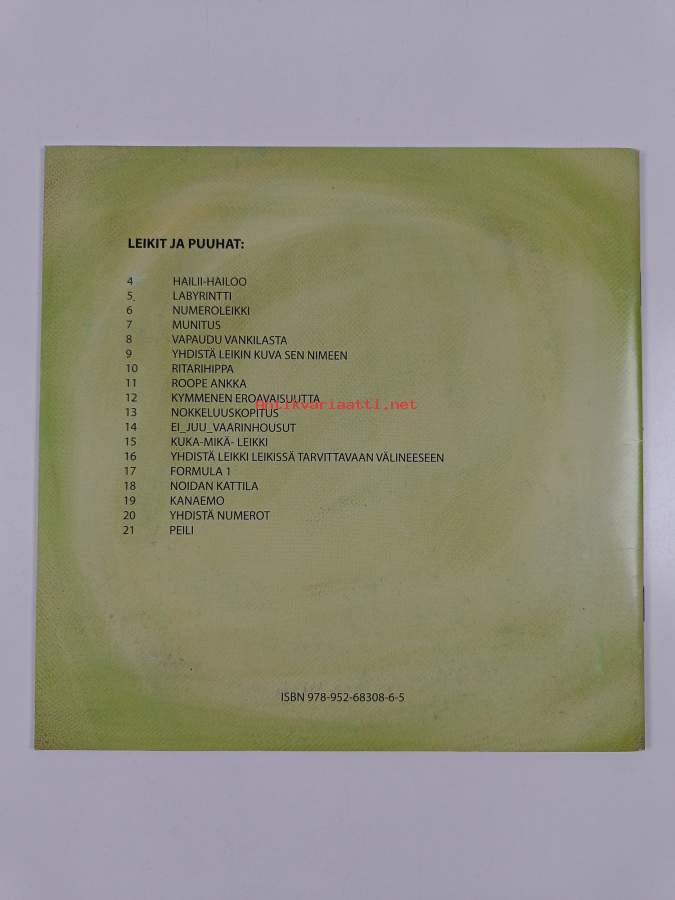 LEIKIT JA PUUHAT:
4 HAILII-HAILOO
5 LABYRINTTI
6 NUMEROLEIKKI
7 MUNITUS
8 VAPAUDU VANKILASTA
9 YHDISTÄ LEIKIN KUVA SEN NIMEEN
10 RITARIHIPPA
11 ROOPE ANKKA
12 KYMMENEN EROAVAISUUTTA
Antikvariaatti.net
13 NOKKELUUSKOPITUS
14 EI_JUU_VAARINHOUSUT
15 KUKA-MIKÄ- LEIKKI
16 YHDISTÄ LEIKKI LEIKISSÄ TARVITTAVAAN VÄLINEESEEN
17 FORMULA 1
18 NOIDAN KATTILA
19 KANAEMO
20 YHDISTÄ NUMEROT
21 PEILI
ISBN 978-952-68308-6-5